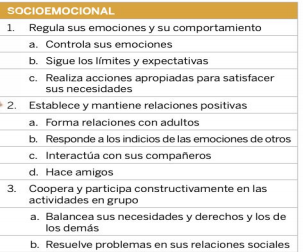 SOCIOEMOCIONAL
1. Regula sus emociones y su comportamiento
a. Controla sus emociones
b. Sigue los límites y expectativas
c. Realiza acciones apropiadas para satisfacer
sus necesidades
2. Establece y mantiene relaciones positivas
a. Forma relaciones con adultos
b. Responde a los indicios de las emociones de otros
c. Interactúa con sus compañeros
d. Hace amigos
3. Coopera y participa constructivamente en las
actividades en grupo
a. Balancea sus necesidades y derechos y los de
los demás
b. Resuelve problemas en sus relaciones sociales